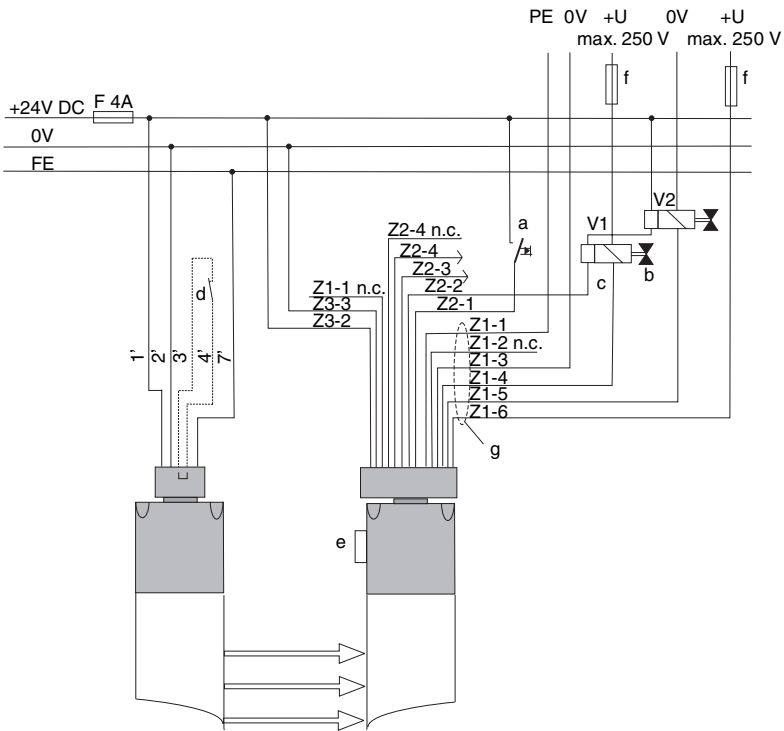 PE 0V +U 0V +U
max. 250 V max. 250 V
f f
+24V DC F 4A
0V
FE
V2
a V1
Z2-4 n.c.
Z2-4
Z2-3
b
d Z1-1 n.c. Z2-2 c
Z3-3 Z2-1
Z3-2
Z1-1
Z1-2 n.c.
1' 2' 3' 4' 7'
Z1-3
Z1-4
Z1-5
Z1-6
g
e